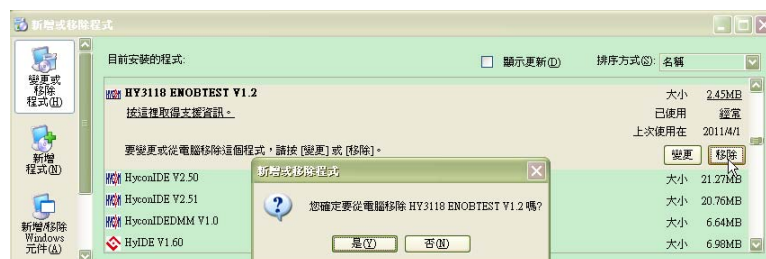 新增或移除程式
變更或
移除
程式(H)
新增
程式(N)
新增/移除
Windows
元件(A)
目前安裝的程式:
顯示更新(D)
排序方式(S): 名稱
HY3118 ENOBTEST V1.2
大小 2.45MB
按這裡取得支援資訊。
已使用 經常
上次使用在 2011/4/1
要變更或從電腦移除這個程式，請按 [變更] 或 [移除]。
變更 移除
HyconIDE V2.50
大小 21.27MB
HyconIDE V2.51
大小 20.76MB
HyconIDEDMM V1.0
大小 6.64MB
HyIDE V1.60
大小 6.98MB
新增或移除程式
您確定要從電腦移除 HY3118 ENOBTEST V1.2 嗎?
是(Y) 否(N)